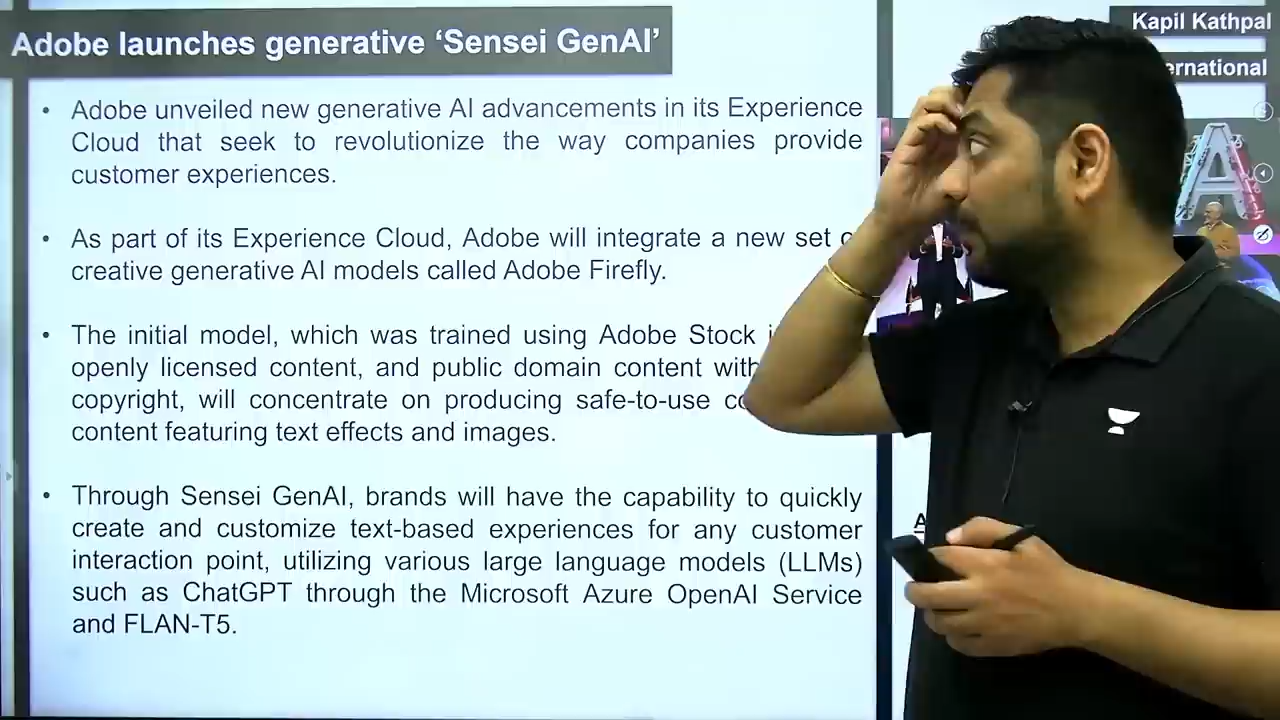 Adobe launches generative ‘Sensei GenAI’
Kapil Kathpal
ernational
• Adobe unveiled new generative AI advancements in its Experience
Cloud that seek to revolutionize the way companies provide
customer experiences.
• As part of its Experience Cloud, Adobe will integrate a new set
creative generative AI models called Adobe Firefly.
• The initial model, which was trained using Adobe Stock
openly licensed content, and public domain content with
copyright, will concentrate on producing safe-to-use
content featuring text effects and images.
• Through Sensei GenAI, brands will have the capability to quickly
create and customize text-based experiences for any customer
interaction point, utilizing various large language models (LLMs)
such as ChatGPT through the Microsoft Azure OpenAI Service
and FLAN-T5.